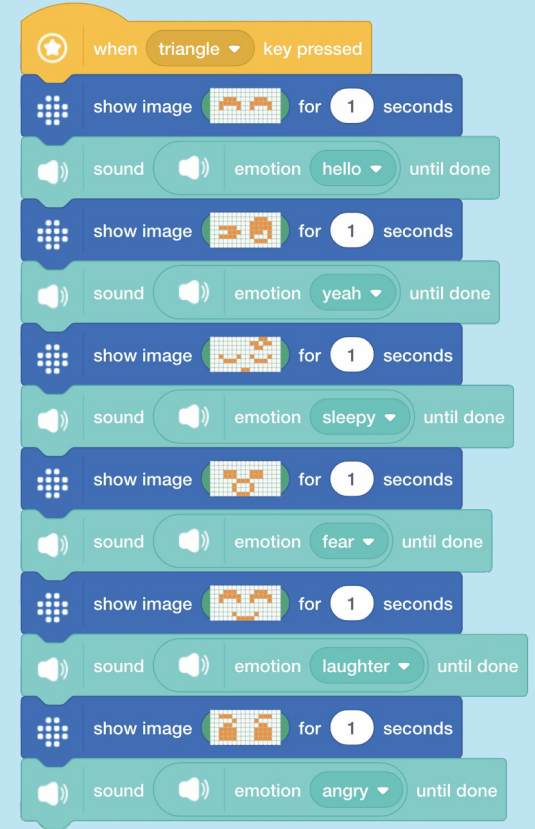 when triangle key pressed
show image for 1 seconds
sound emotion hello until done
show image for 1 seconds
sound emotion yeah until done
show image for 1 seconds
sound emotion sleepy until done
show image for 1 seconds
sound emotion fear until done
show image for 1 seconds
sound emotion laughter until done
show image for 1 seconds
sound emotion angry until done